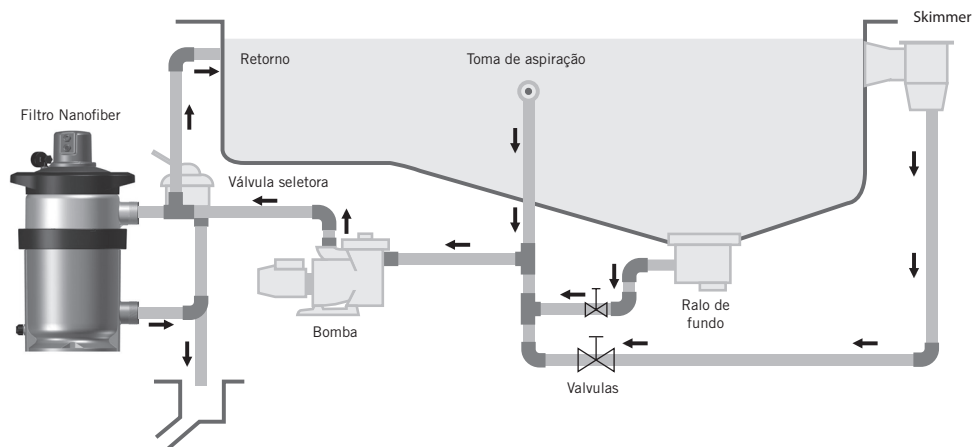 Skimmer
Retorno
Toma de aspiração
Filtro Nanofiber
Válvula seletora
Bomba
Ralo de
fundo
Valvulas